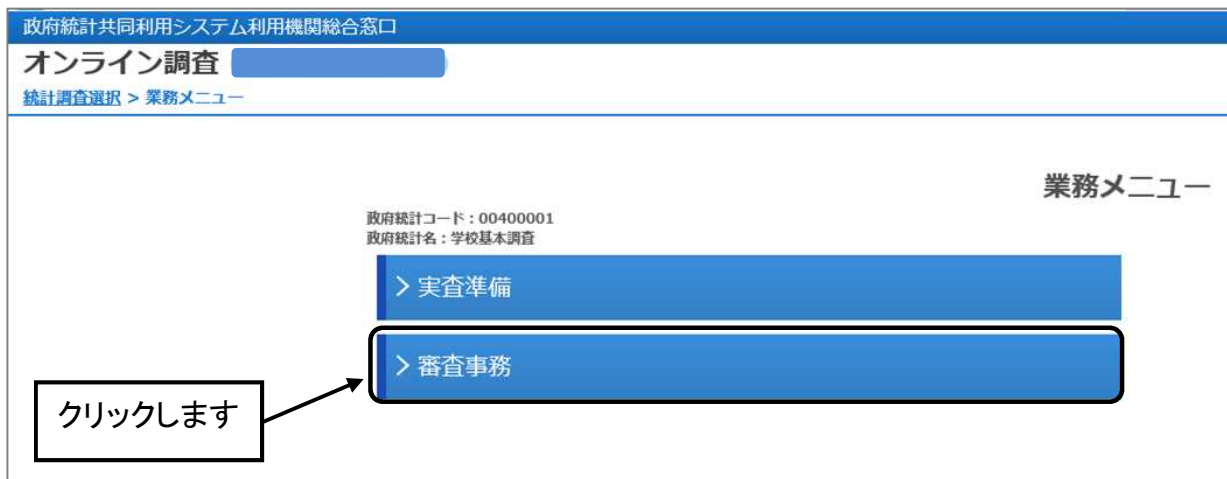 政府統計共同利用システム利用機関総合窓口
オンライン調査
統計調査選択 > 業務メニュー
業務メニュー
政府統計コード：00400001
政府統計名：学校基本調査
> 実査準備
> 審査事務
クリックします